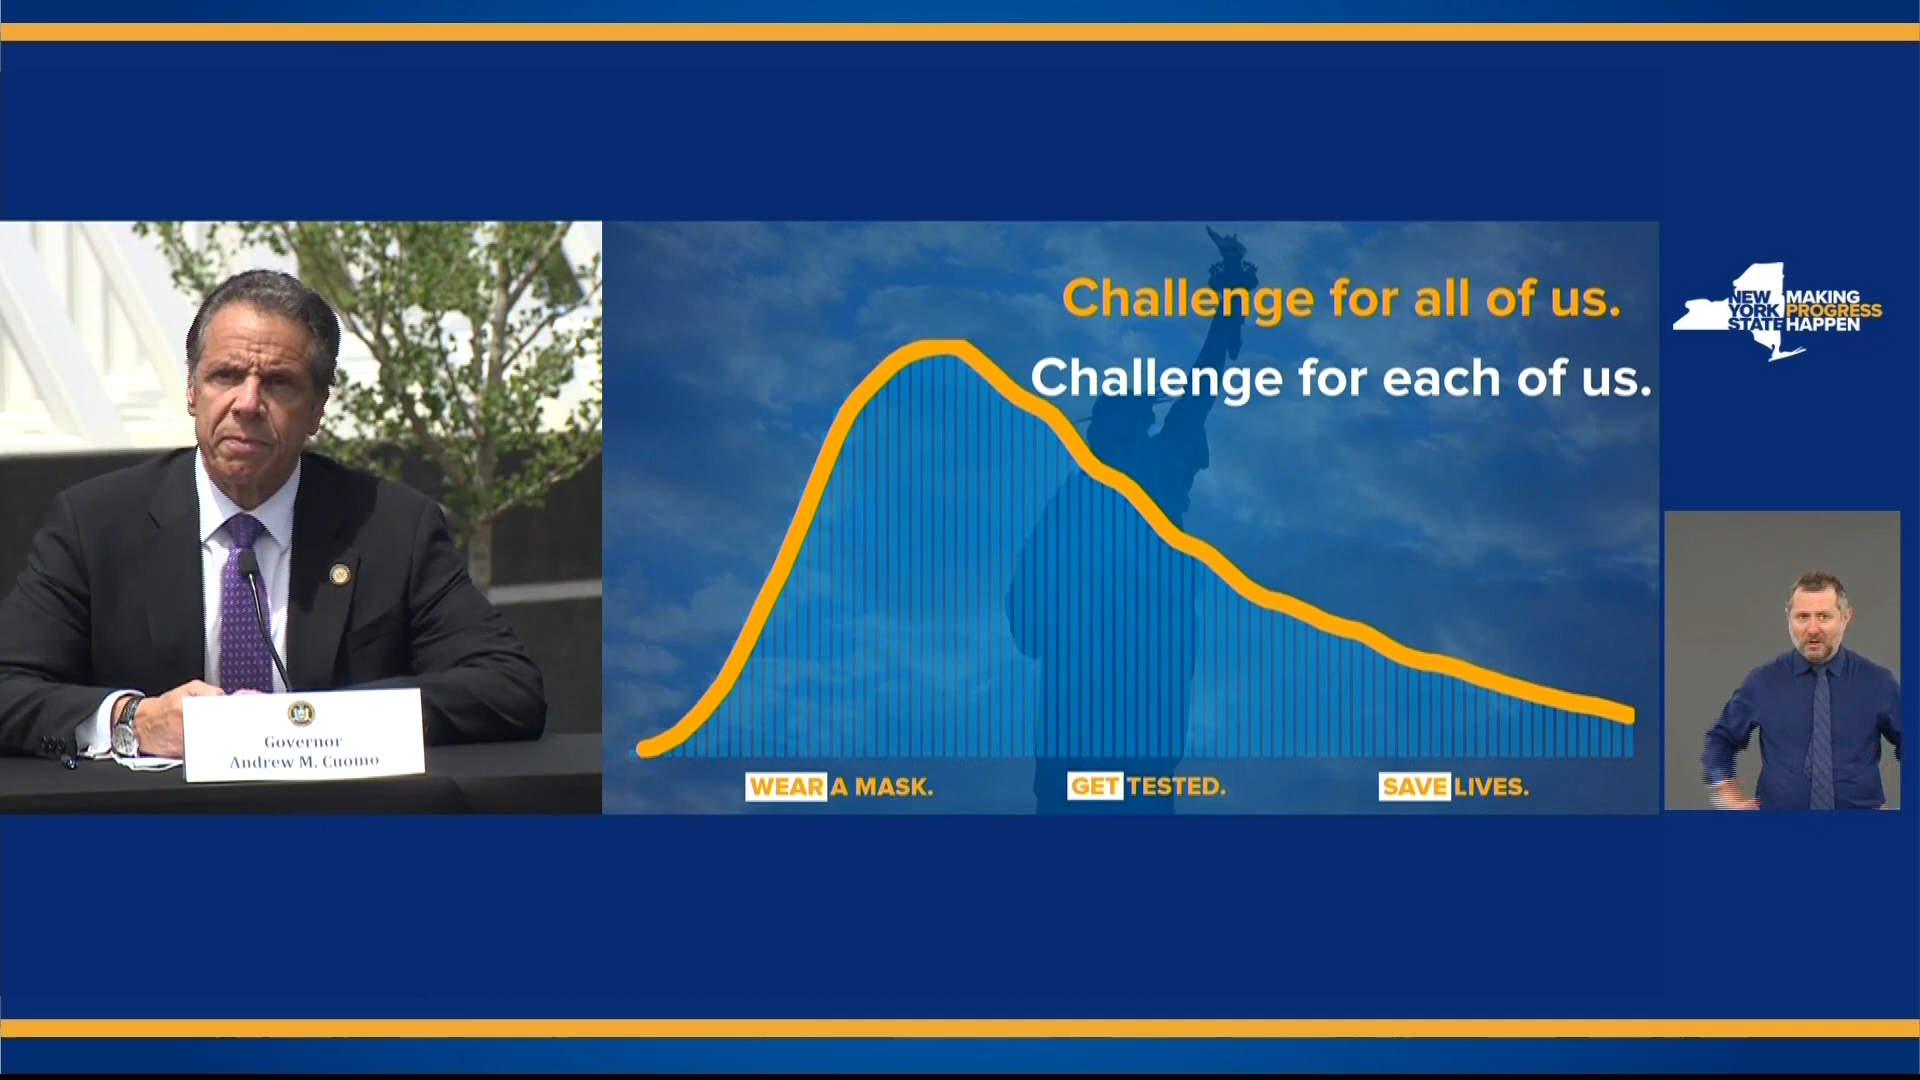 Challenge for all of us.
Challenge for each of us.
WEAR A MASK.
GET TESTED.
SAVE LIVES.
Governor
Andrew M. Cuomo
NEW YORK STATE
MAKING PROGRESS HAPPEN